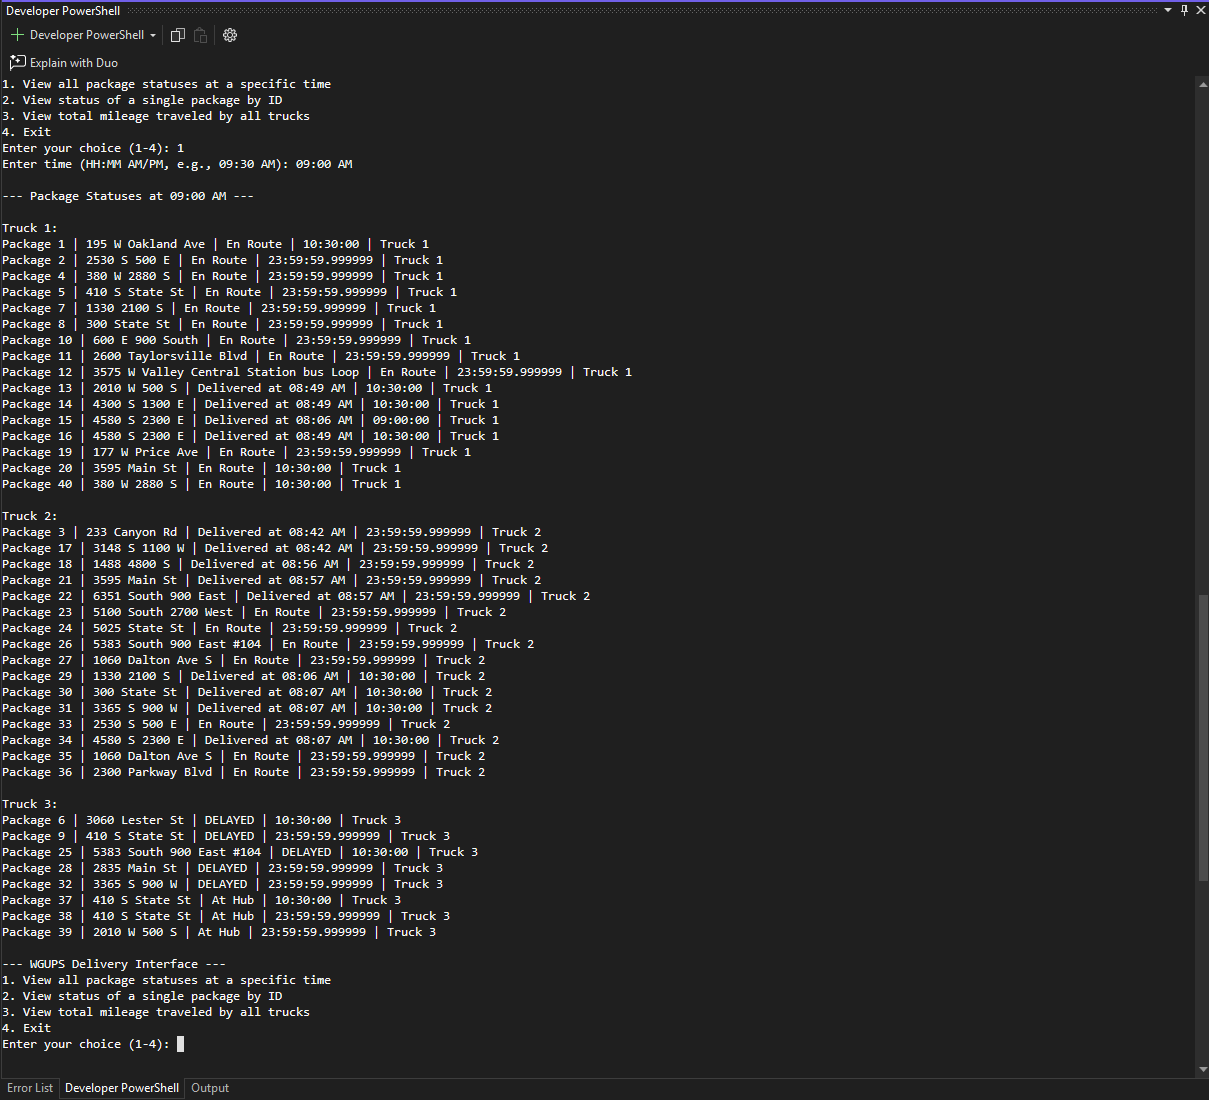 Developer PowerShell
Developer PowerShell
Explain with Duo
1. View all package statuses at a specific time
2. View status of a single package by ID
3. View total mileage traveled by all trucks
4. Exit
Enter your choice (1-4): 1
Enter time (HH:MM AM/PM, e.g., 09:30 AM): 09:00 AM
--- Package Statuses at 09:00 AM ---
Truck 1:
Package 1 | 195 W Oakland Ave | En Route | 10:30:00 | Truck 1
Package 2 | 2530 S 500 E | En Route | 23:59:59.999999 | Truck 1
Package 4 | 380 W 2880 S | En Route | 23:59:59.999999 | Truck 1
Package 5 | 410 S State St | En Route | 23:59:59.999999 | Truck 1
Package 7 | 1330 2100 S | En Route | 23:59:59.999999 | Truck 1
Package 8 | 300 State St | En Route | 23:59:59.999999 | Truck 1
Package 10 | 600 E 900 South | En Route | 23:59:59.999999 | Truck 1
Package 11 | 2600 Taylorsville Blvd | En Route | 23:59:59.999999 | Truck 1
Package 12 | 3575 W Valley Central Station bus Loop | En Route | 23:59:59.999999 | Truck 1
Package 13 | 2010 W 500 S | Delivered at 08:49 AM | 10:30:00 | Truck 1
Package 14 | 4300 S 1300 E | Delivered at 08:49 AM | 10:30:00 | Truck 1
Package 15 | 4580 S 2300 E | Delivered at 08:06 AM | 09:00:00 | Truck 1
Package 16 | 4580 S 2300 E | Delivered at 08:49 AM | 10:30:00 | Truck 1
Package 19 | 177 W Price Ave | En Route | 23:59:59.999999 | Truck 1
Package 20 | 3595 Main St | En Route | 10:30:00 | Truck 1
Package 40 | 380 W 2880 S | En Route | 10:30:00 | Truck 1
Truck 2:
Package 3 | 233 Canyon Rd | Delivered at 08:42 AM | 23:59:59.999999 | Truck 2
Package 17 | 3148 S 1100 W | Delivered at 08:42 AM | 23:59:59.999999 | Truck 2
Package 18 | 1488 4800 S | Delivered at 08:56 AM | 23:59:59.999999 | Truck 2
Package 21 | 3595 Main St | Delivered at 08:57 AM | 23:59:59.999999 | Truck 2
Package 22 | 6351 South 900 East | Delivered at 08:57 AM | 23:59:59.999999 | Truck 2
Package 23 | 5100 South 2700 West | En Route | 23:59:59.999999 | Truck 2
Package 24 | 5025 State St | En Route | 23:59:59.999999 | Truck 2
Package 26 | 5383 South 900 East #104 | En Route | 23:59:59.999999 | Truck 2
Package 27 | 1060 Dalton Ave S | En Route | 23:59:59.999999 | Truck 2
Package 29 | 1330 2100 S | Delivered at 08:06 AM | 10:30:00 | Truck 2
Package 30 | 300 State St | Delivered at 08:07 AM | 10:30:00 | Truck 2
Package 31 | 3365 S 900 W | Delivered at 08:07 AM | 10:30:00 | Truck 2
Package 33 | 2530 S 500 E | En Route | 23:59:59.999999 | Truck 2
Package 34 | 4580 S 2300 E | Delivered at 08:07 AM | 10:30:00 | Truck 2
Package 35 | 1060 Dalton Ave S | En Route | 23:59:59.999999 | Truck 2
Package 36 | 2300 Parkway Blvd | En Route | 23:59:59.999999 | Truck 2
Truck 3:
Package 6 | 3060 Lester St | DELAYED | 10:30:00 | Truck 3
Package 9 | 410 S State St | DELAYED | 23:59:59.999999 | Truck 3
Package 25 | 5383 South 900 East #104 | DELAYED | 10:30:00 | Truck 3
Package 28 | 2835 Main St | DELAYED | 23:59:59.999999 | Truck 3
Package 32 | 3365 S 900 W | DELAYED | 23:59:59.999999 | Truck 3
Package 37 | 410 S State St | At Hub | 10:30:00 | Truck 3
Package 38 | 410 S State St | At Hub | 23:59:59.999999 | Truck 3
Package 39 | 2010 W 500 S | At Hub | 23:59:59.999999 | Truck 3
--- WGUPS Delivery Interface ---
1. View all package statuses at a specific time
2. View status of a single package by ID
3. View total mileage traveled by all trucks
4. Exit
Enter your choice (1-4):
Error List Developer PowerShell Output